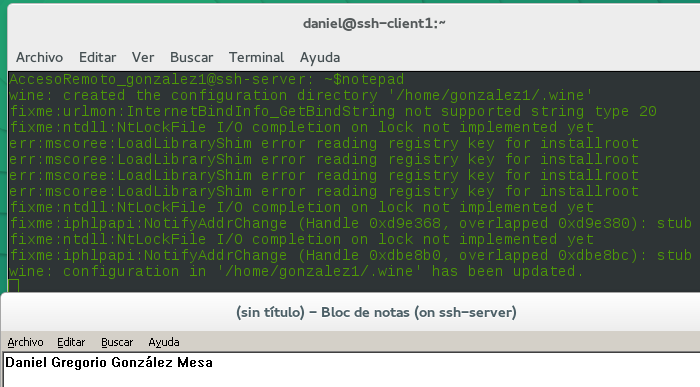 daniel@ssh-client1:~
Archivo Editar Ver Buscar Terminal Ayuda
AccesoRemoto_gonzalez1@ssh-server: ~$notepad
wine: created the configuration directory '/home/gonzalez1/.wine'
fixme:urlmon:InternetBindInfo_GetBindString not supported string type 20
fixme:ntdll:NtLockFile I/O completion on lock not implemented yet
err:mscoree:LoadLibraryShim error reading registry key for installroot
err:mscoree:LoadLibraryShim error reading registry key for installroot
err:mscoree:LoadLibraryShim error reading registry key for installroot
err:mscoree:LoadLibraryShim error reading registry key for installroot
fixme:ntdll:NtLockFile I/O completion on lock not implemented yet
fixme:iphlpapi:NotifyAddrChange (Handle 0xd9e368, overlapped 0xd9e380): stub
fixme:ntdll:NtLockFile I/O completion on lock not implemented yet
fixme:iphlpapi:NotifyAddrChange (Handle 0xdbe8b0, overlapped 0xdbe8bc): stub
wine: configuration in '/home/gonzalez1/.wine' has been updated.
(sin título) – Bloc de notas (on ssh-server)
Archivo Editar Buscar Ayuda
Daniel Gregorio González Mesa